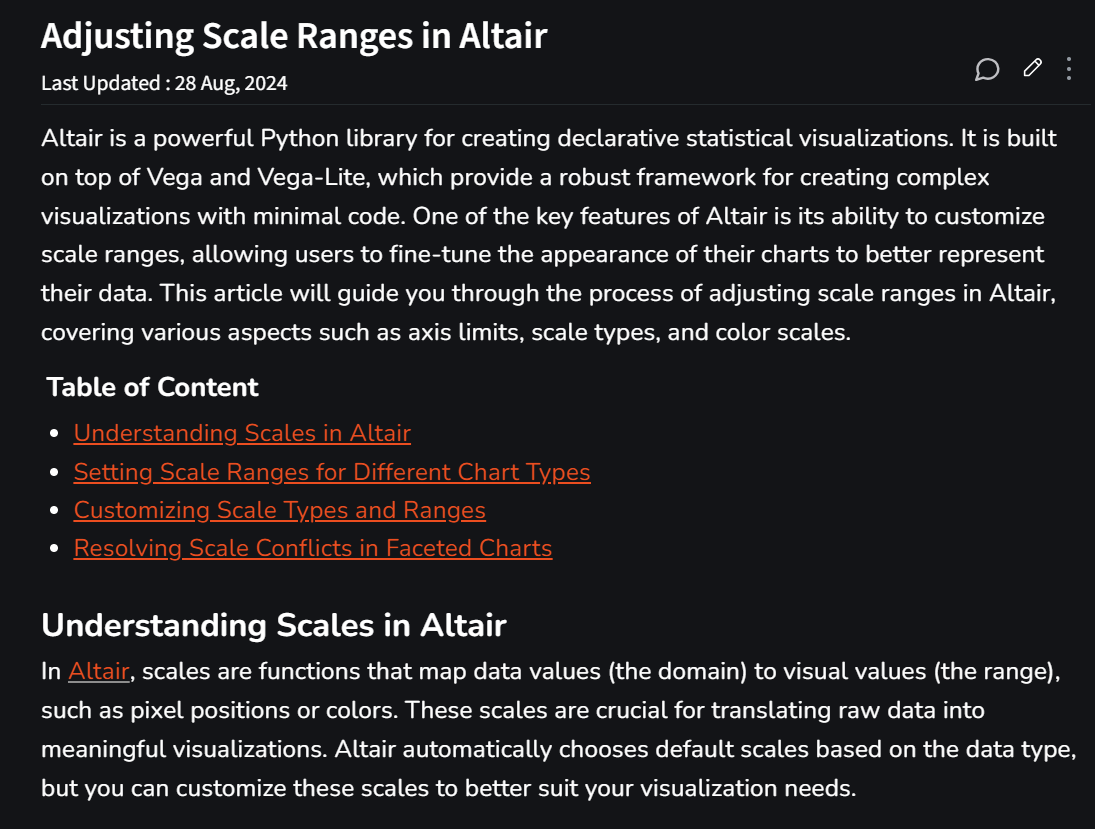 Adjusting Scale Ranges in Altair
Last Updated : 28 Aug, 2024
Altair is a powerful Python library for creating declarative statistical visualizations. It is built
on top of Vega and Vega-Lite, which provide a robust framework for creating complex
visualizations with minimal code. One of the key features of Altair is its ability to customize
scale ranges, allowing users to fine-tune the appearance of their charts to better represent
their data. This article will guide you through the process of adjusting scale ranges in Altair,
covering various aspects such as axis limits, scale types, and color scales.
Table of Content
• Understanding Scales in Altair
• Setting Scale Ranges for Different Chart Types
• Customizing Scale Types and Ranges
• Resolving Scale Conflicts in Faceted Charts
Understanding Scales in Altair
In Altair, scales are functions that map data values (the domain) to visual values (the range),
such as pixel positions or colors. These scales are crucial for translating raw data into
meaningful visualizations. Altair automatically chooses default scales based on the data type,
but you can customize these scales to better suit your visualization needs.